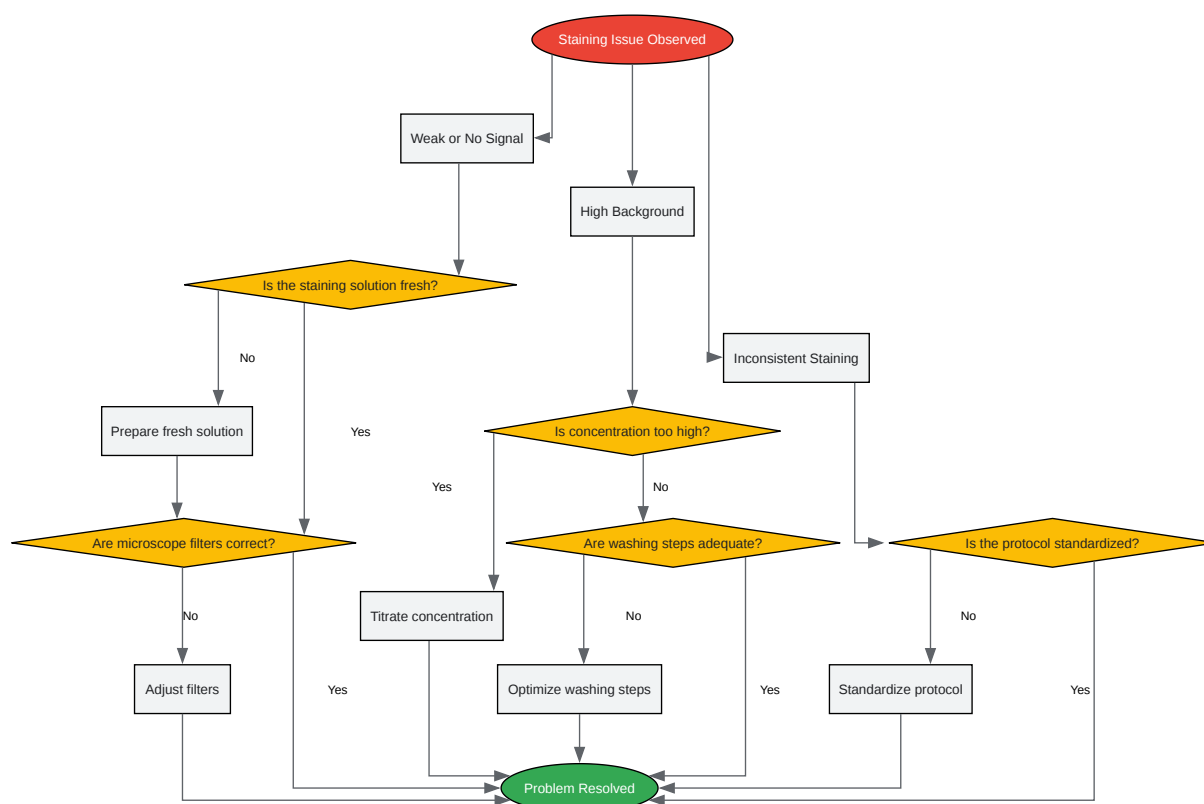 Staining Issue Observed
Weak or No Signal
High Background
Is the staining solution fresh?
No
Inconsistent Staining
Prepare fresh solution
Yes
Is concentration too high?
Yes
No
Are microscope filters correct?
Are washing steps adequate?
Is the protocol standardized?
No
Titrate concentration
No
No
Adjust filters
Yes
Optimize washing steps
Yes
Standardize protocol
Yes
Problem Resolved